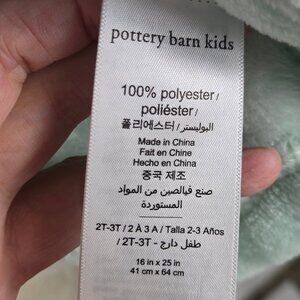 pottery barn kids
100% polyester /
poliéster /
폴리에스터 / البوليستر
Made in China
Fait en Chine
Hecho en China
중국 제조
صنع في الصين من المواد
المستوردة
2T-3T / 2 À 3 A / Talla 2-3 Años
/ 2T-3T - طفل دارج
16 in x 25 in
41 cm x 64 cm